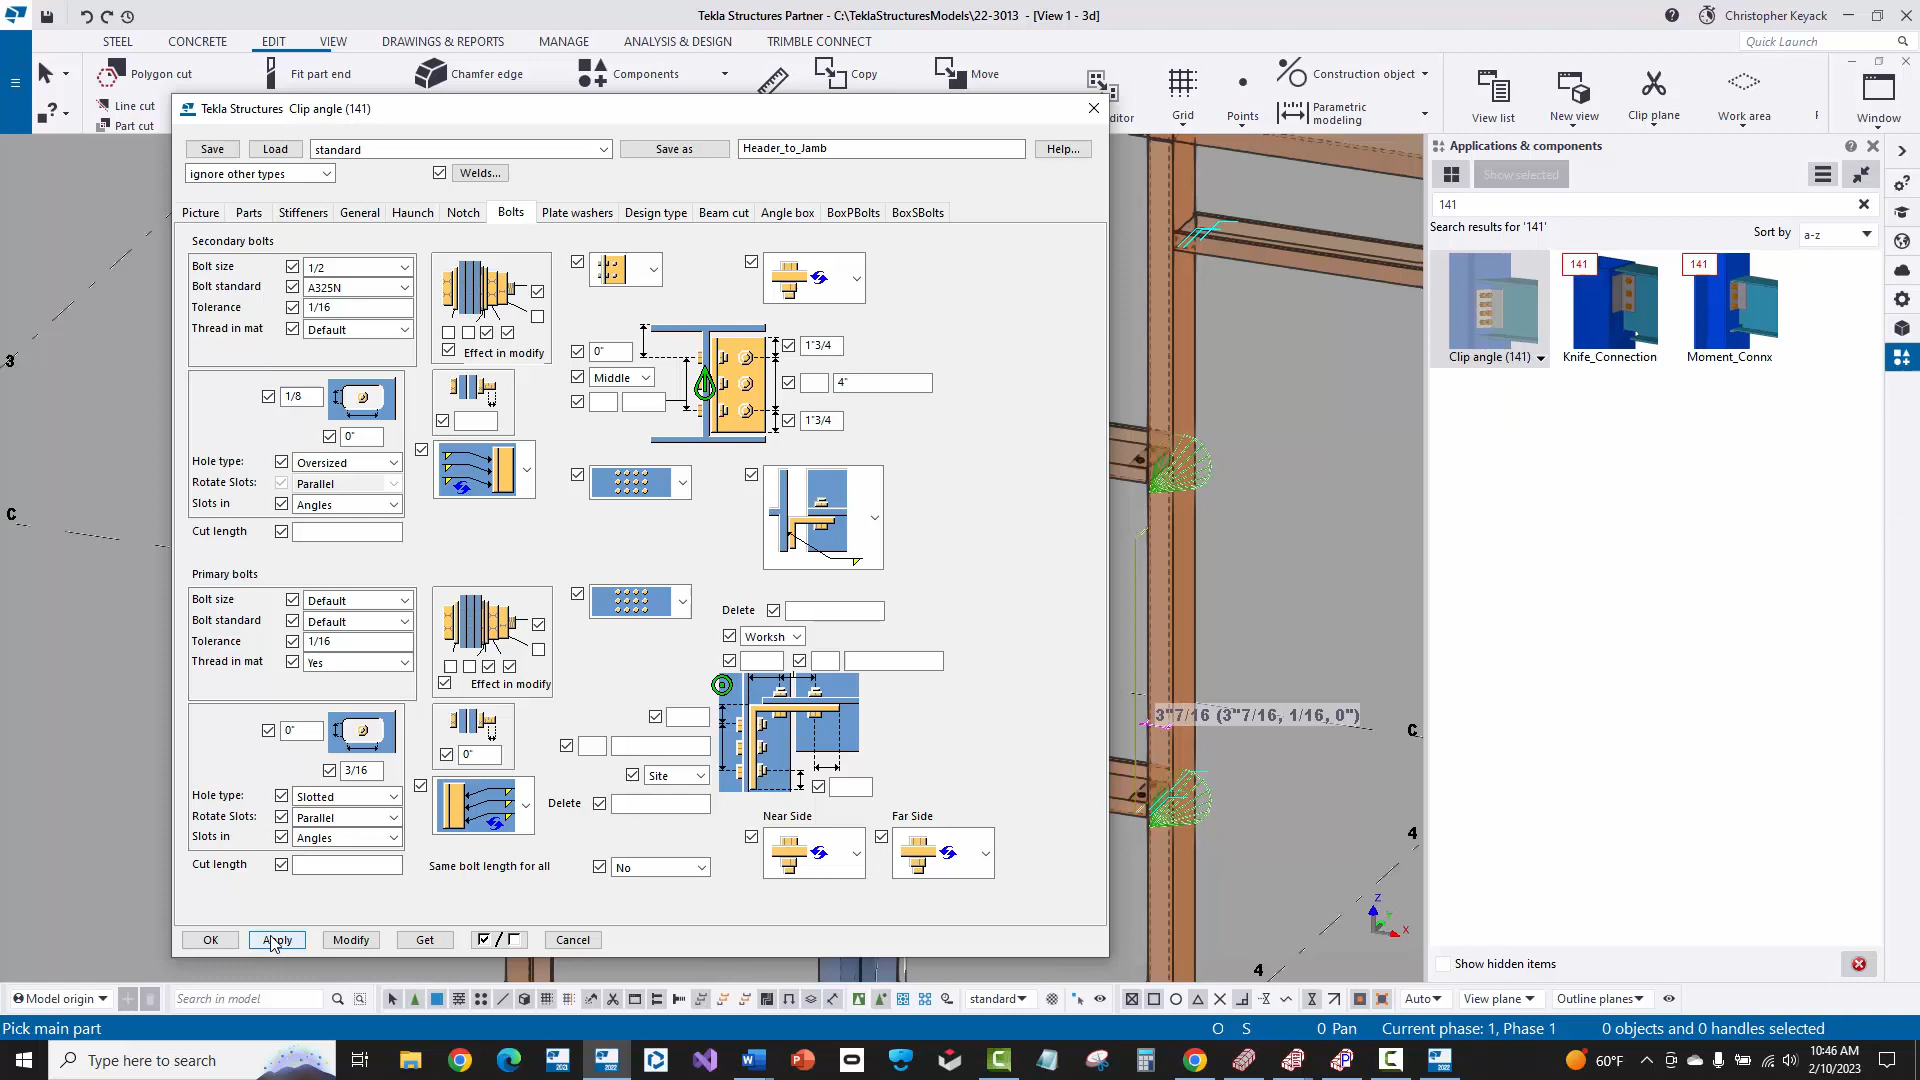 Tekla Structures Partner - C:\TeklaStructuresModels\22-3013 - [View 1 - 3d]
Christopher Keyack
STEEL CONCRETE EDIT VIEW DRAWINGS & REPORTS MANAGE ANALYSIS & DESIGN TRIMBLE CONNECT
Quick Launch
Polygon cut Fit part end Chamfer edge Components Copy Move Construction object
Line cut
Part cut
ditor Grid Points Parametric modeling View list New view Clip plane Work area Window
Tekla Structures Clip angle (141)
Save Load standard Save as Header_to_Jamb Help...
ignore other types Welds...
Picture Parts Stiffeners General Haunch Notch Bolts Plate washers Design type Beam cut Angle box BoxPBolts BoxSBolts
Secondary bolts
Bolt size 1/2
Bolt standard A325N
Tolerance 1/16
Thread in mat Default
Effect in modify
0"
Middle
1"3/4
4"
1"3/4
1/8
0"
Hole type: Oversized
Rotate Slots: Parallel
Slots in Angles
Cut length
Primary bolts
Bolt size Default
Bolt standard Default
Tolerance 1/16
Thread in mat Yes
Effect in modify
Delete
Worksh
0"
3/16
0"
Site
Delete
Hole type: Slotted
Rotate Slots: Parallel
Slots in Angles
Cut length
Near Side Far Side
Same bolt length for all No
OK Apply Modify Get / Cancel
3
C
3"7/16 (3"7/16, 1/16, 0")
C
4
4
Z
Y
X
Applications & components
Show selected
141
Search results for '141'
Sort by a-z
141 141
Clip angle (141) Knife_Connection Moment_Connx
Show hidden items
Model origin Search in model standard Auto View plane Outline planes
Pick main part O S 0 Pan Current phase: 1, Phase 1 0 objects and 0 handles selected
Type here to search
60°F
10:46 AM
2/10/2023